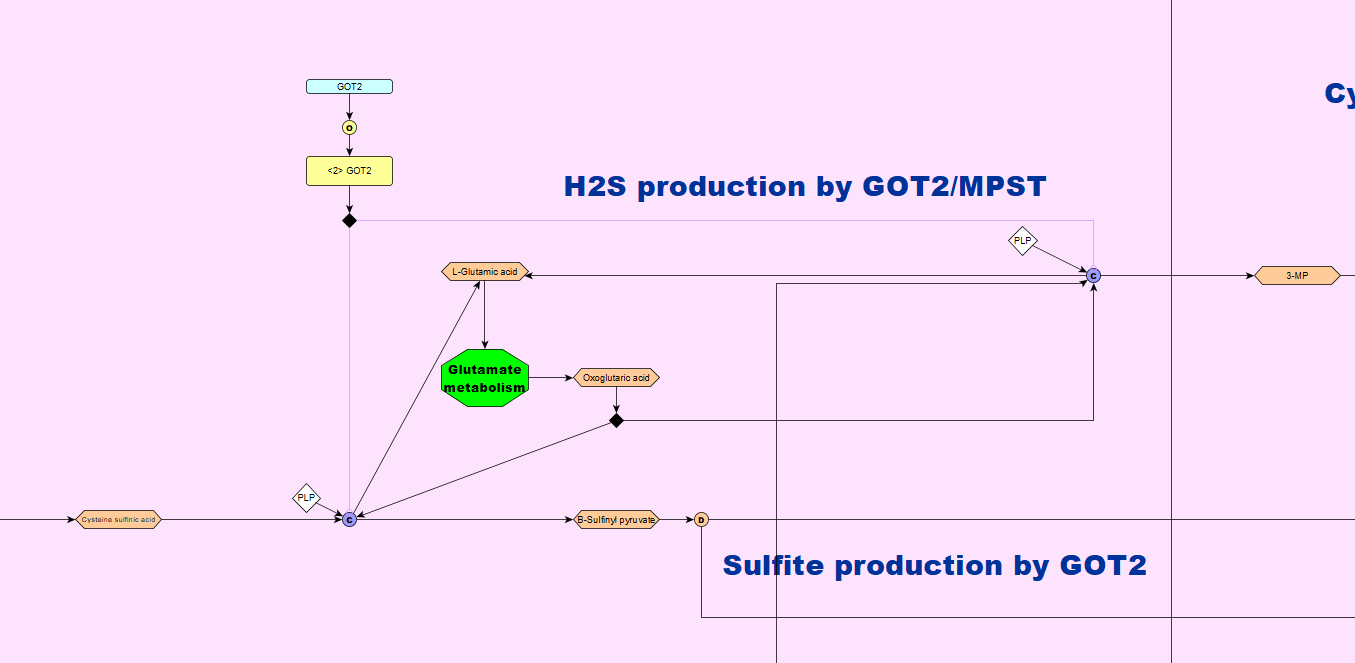 GOT2
Cy
O
<2> GOT2
H2S production by GOT2/MPST
PLP
L-Glutamic acid
C
3-MP
Glutamate
metabolism
Oxoglutaric acid
PLP
Cysteine sulfinic acid
C
B-Sulfinyl pyruvate
D
Sulfite production by GOT2